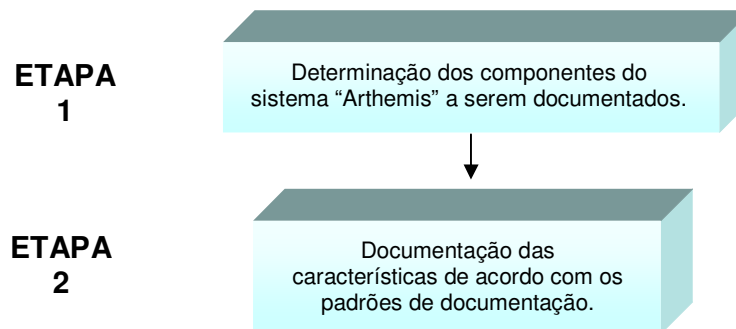 ETAPA
1
Determinação dos componentes do
sistema “Arthemis” a serem documentados.
ETAPA
2
Documentação das
características de acordo com os
padrões de documentação.